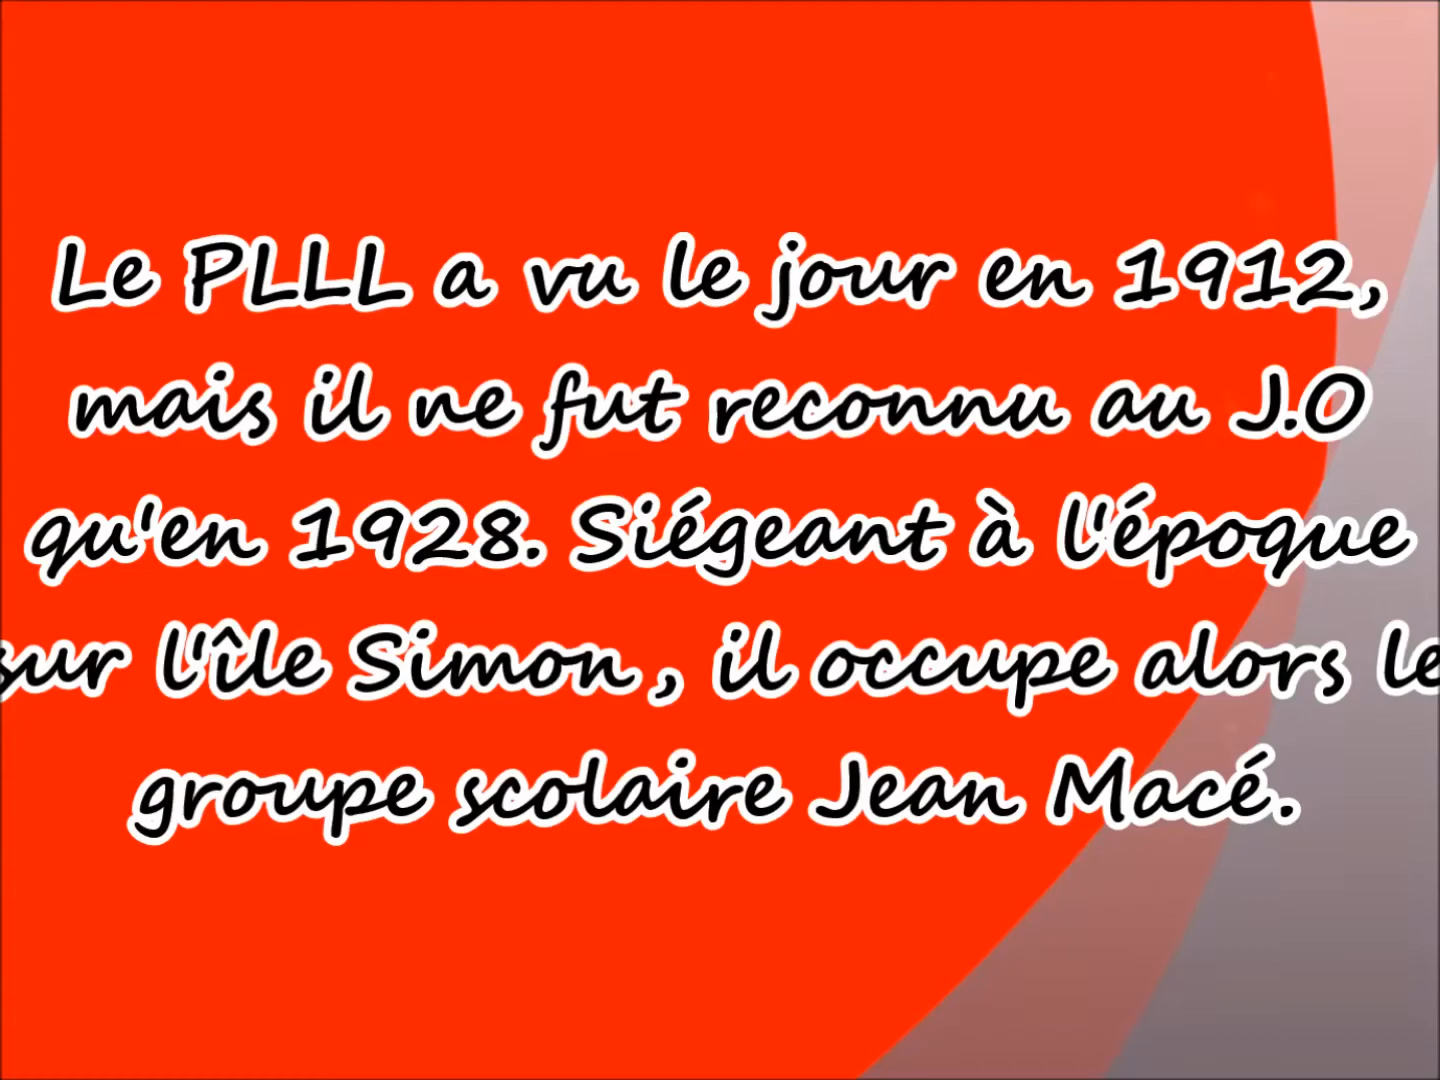 Le PLLL a vu le jour en 1912,
mais il ne fut reconnu au J.O
qu'en 1928. Siégeant à l'époque
sur l'île Simon, il occupe alors le
groupe scolaire Jean Macé.